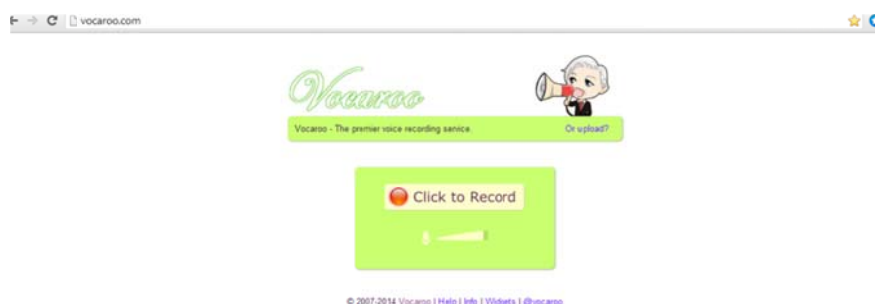 vocaroo.com
Vocaroo
Vocaroo - The premier voice recording service. Or upload?
Click to Record
© 2007-2014 Vocaroo | Help | Info | Widgets | @vocaroo